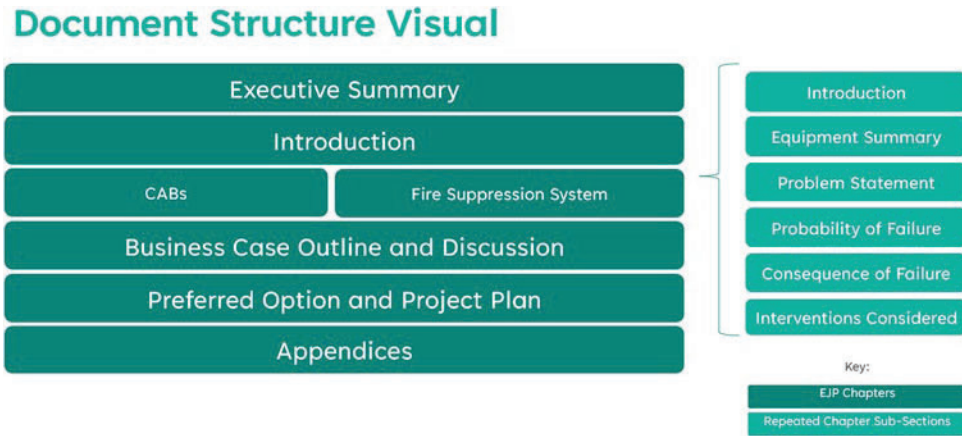 Document Structure Visual
Executive Summary
Introduction
CABs
Fire Suppression System
Business Case Outline and Discussion
Preferred Option and Project Plan
Appendices
Introduction
Equipment Summary
Problem Statement
Probability of Failure
Consequence of Failure
Interventions Considered
Key:
EJP Chapters
Repeated Chapter Sub-Sections